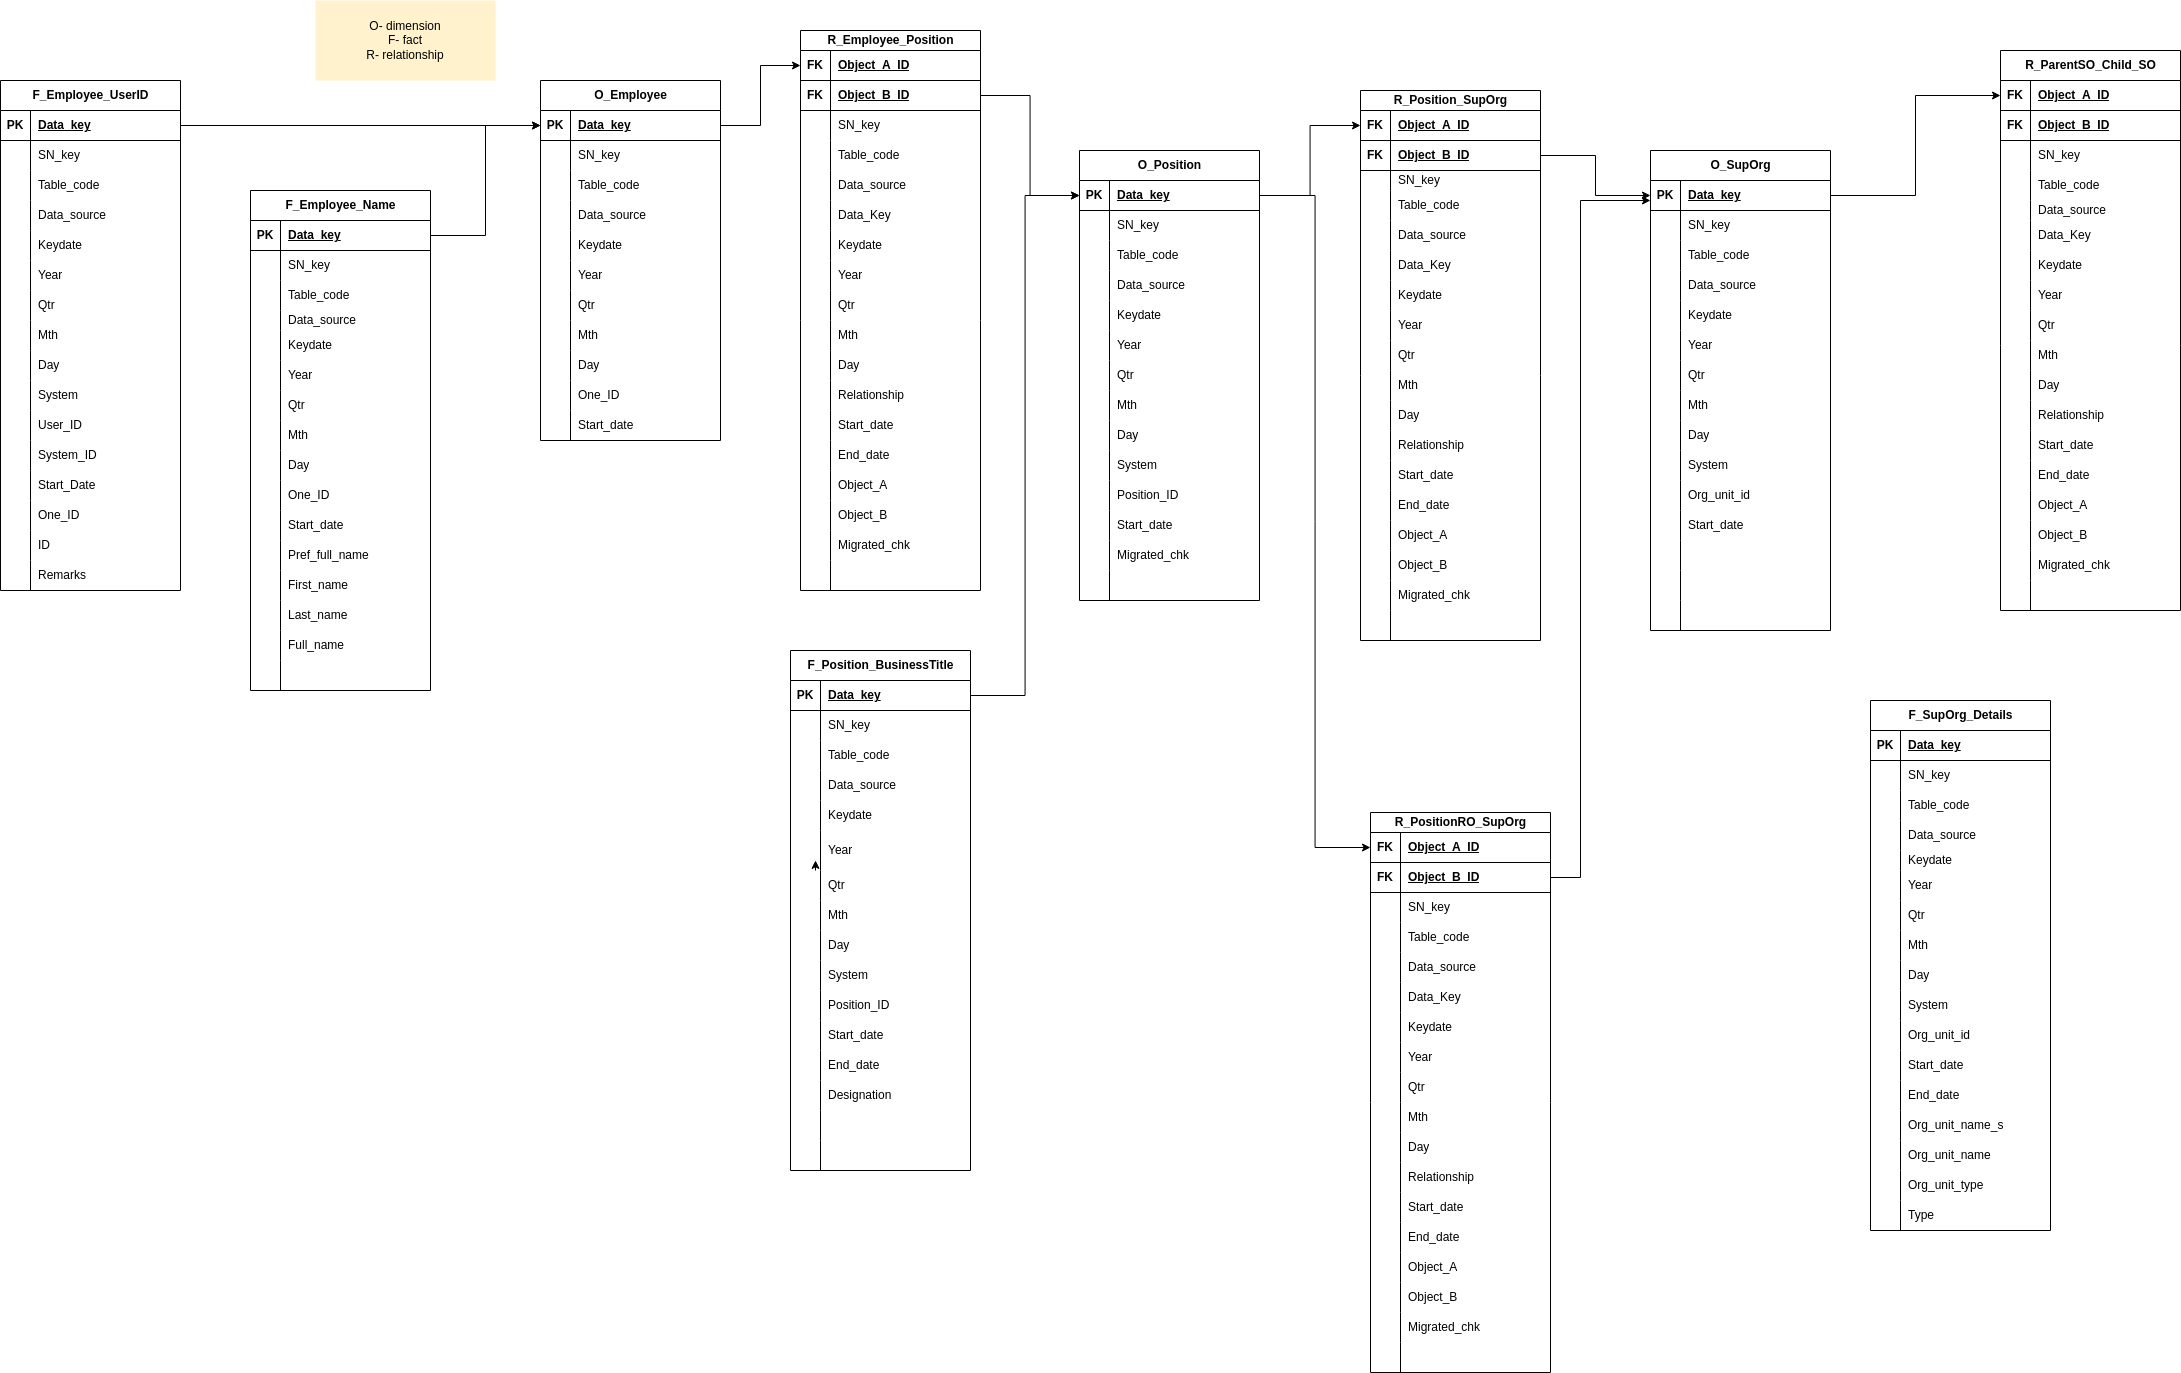 O- dimension
F- fact
R- relationship
F_Employee_UserID
PK Data_key
SN_key
Table_code
Data_source
Keydate
Year
Qtr
Mth
Day
System
User_ID
System_ID
Start_Date
One_ID
ID
Remarks
F_Employee_Name
PK Data_key
SN_key
Table_code
Data_source
Keydate
Year
Qtr
Mth
Day
One_ID
Start_date
Pref_full_name
First_name
Last_name
Full_name
O_Employee
PK Data_key
SN_key
Table_code
Data_source
Keydate
Year
Qtr
Mth
Day
One_ID
Start_date
R_Employee_Position
FK Object_A_ID
FK Object_B_ID
SN_key
Table_code
Data_source
Data_Key
Keydate
Year
Qtr
Mth
Day
Relationship
Start_date
End_date
Object_A
Object_B
Migrated_chk
F_Position_BusinessTitle
PK Data_key
SN_key
Table_code
Data_source
Keydate
Year
Qtr
Mth
Day
System
Position_ID
Start_date
End_date
Designation
O_Position
PK Data_key
SN_key
Table_code
Data_source
Keydate
Year
Qtr
Mth
Day
System
Position_ID
Start_date
Migrated_chk
R_Position_SupOrg
FK Object_A_ID
FK Object_B_ID
SN_key
Table_code
Data_source
Data_Key
Keydate
Year
Qtr
Mth
Day
Relationship
Start_date
End_date
Object_A
Object_B
Migrated_chk
R_PositionRO_SupOrg
FK Object_A_ID
FK Object_B_ID
SN_key
Table_code
Data_source
Data_Key
Keydate
Year
Qtr
Mth
Day
Relationship
Start_date
End_date
Object_A
Object_B
Migrated_chk
O_SupOrg
PK Data_key
SN_key
Table_code
Data_source
Keydate
Year
Qtr
Mth
Day
System
Org_unit_id
Start_date
R_ParentSO_Child_SO
FK Object_A_ID
FK Object_B_ID
SN_key
Table_code
Data_source
Data_Key
Keydate
Year
Qtr
Mth
Day
Relationship
Start_date
End_date
Object_A
Object_B
Migrated_chk
F_SupOrg_Details
PK Data_key
SN_key
Table_code
Data_source
Keydate
Year
Qtr
Mth
Day
System
Org_unit_id
Start_date
End_date
Org_unit_name_s
Org_unit_name
Org_unit_type
Type